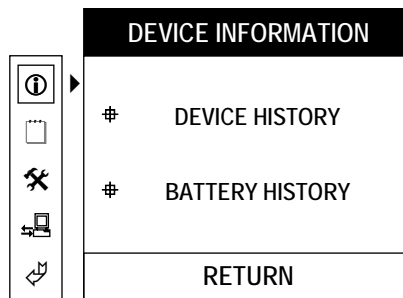 DEVICE INFORMATION
DEVICE HISTORY
BATTERY HISTORY
RETURN